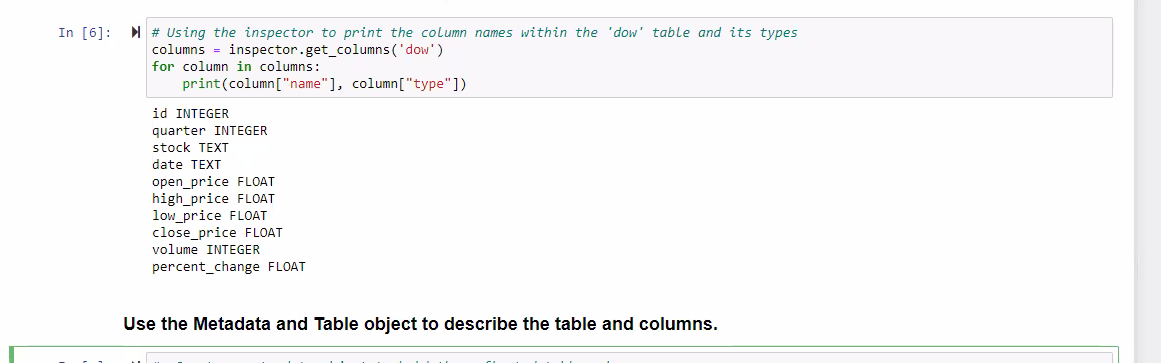 In [6]:
# Using the inspector to print the column names within the 'dow' table and its types
columns = inspector.get_columns('dow')
for column in columns:
    print(column["name"], column["type"])
id INTEGER
quarter INTEGER
stock TEXT
date TEXT
open_price FLOAT
high_price FLOAT
low_price FLOAT
close_price FLOAT
volume INTEGER
percent_change FLOAT
Use the Metadata and Table object to describe the table and columns.